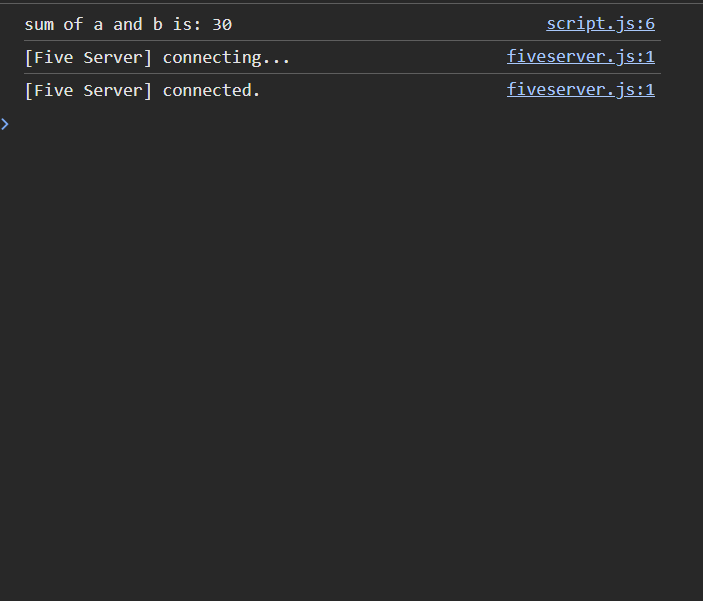 sum of a and b is: 30 script.js:6
[Five Server] connecting... fiveserver.js:1
[Five Server] connected. fiveserver.js:1